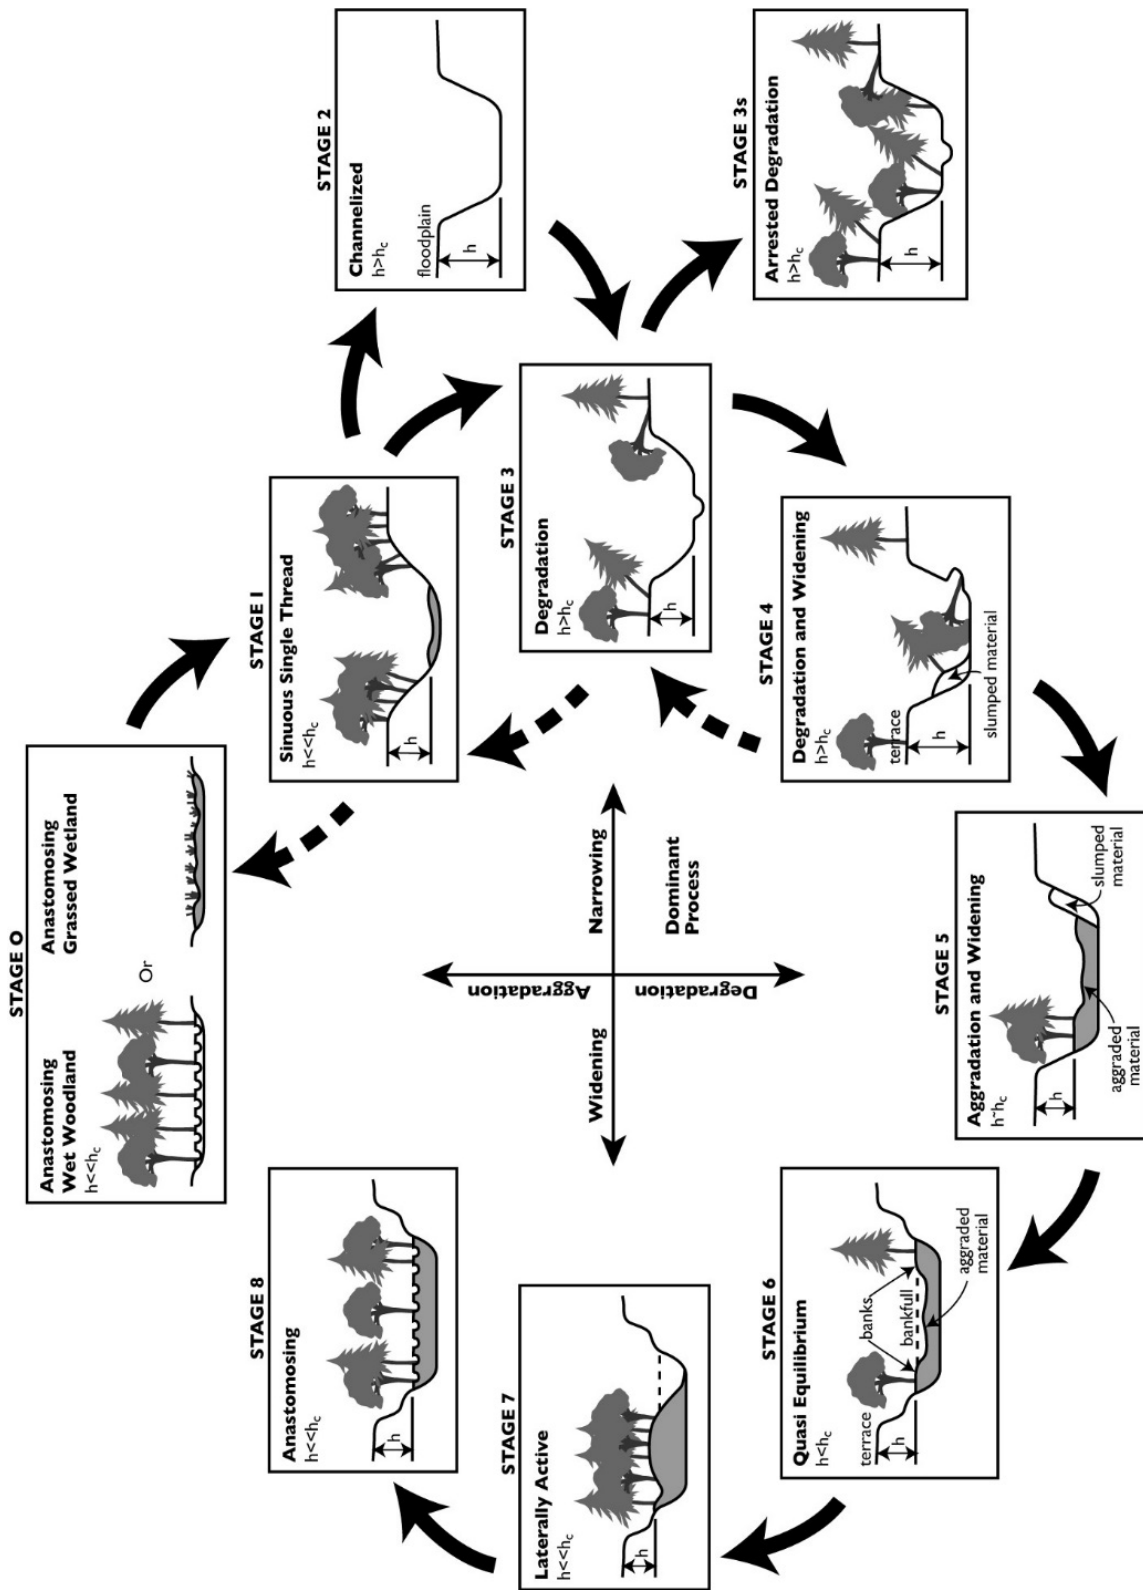 STAGE O
Anastomosing
Wet Woodland
h<<hc
Or
Anastomosing
Grassed Wetland
STAGE I
Sinuous Single Thread
h<<hc
h
STAGE 2
Channelized
h>hc
floodplain
h
STAGE 3
Degradation
h>hc
h
STAGE 3s
Arrested Degradation
h>hc
h
STAGE 4
Degradation and Widening
h>hc
terrace
h
slumped material
STAGE 5
Aggradation and Widening
h~hc
h
aggraded
material
slumped
material
STAGE 6
Quasi Equilibrium
h<hc
terrace
h
banks
bankfull
aggraded
material
STAGE 7
Laterally Active
h<<hc
h
STAGE 8
Anastomosing
h<<hc
h
Aggradation
Widening
Narrowing
Degradation
Dominant
Process